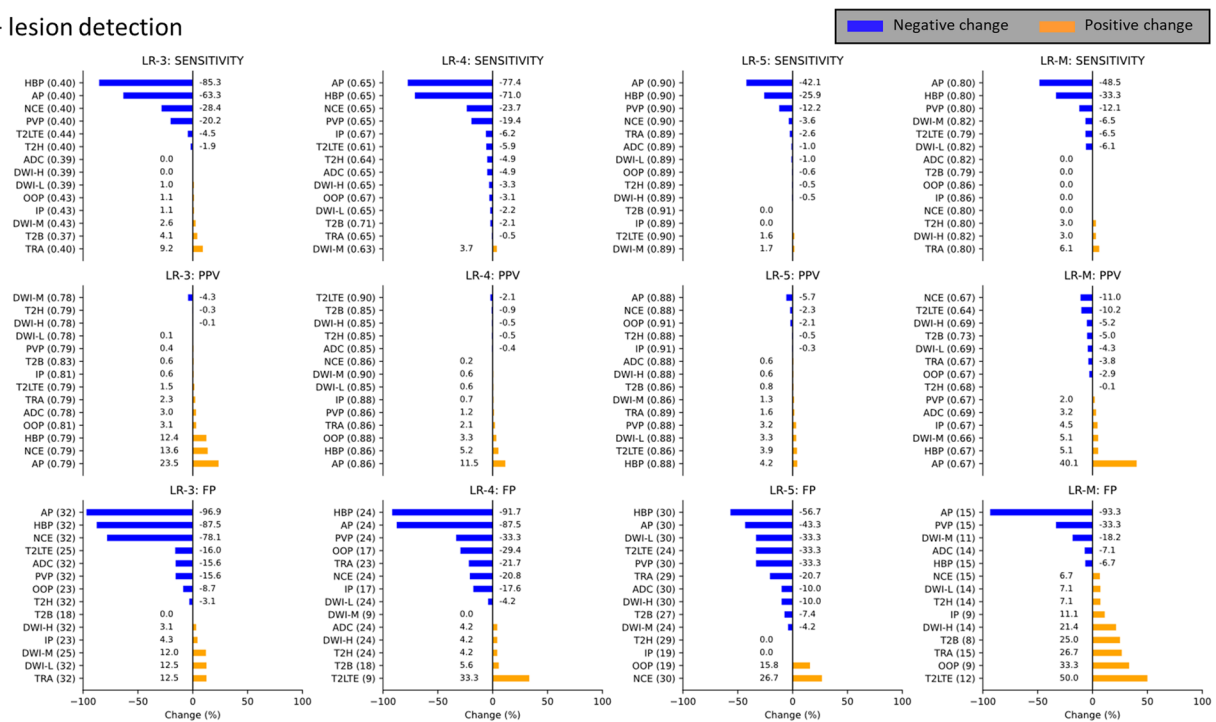 - lesion detection
Negative change
Positive change
LR-3: SENSITIVITY
HBP (0.40) -85.3
AP (0.40) -63.3
NCE (0.40) -28.4
PVP (0.40) -20.2
T2LTE (0.44) -4.5
T2H (0.40) -1.9
ADC (0.39) 0.0
DWI-H (0.39) 0.0
DWI-L (0.39) 1.0
OOP (0.43) 1.1
IP (0.43) 1.1
DWI-M (0.43) 2.6
T2B (0.37) 4.1
TRA (0.40) 9.2
LR-4: SENSITIVITY
AP (0.65) -77.4
HBP (0.65) -71.0
NCE (0.65) -23.7
PVP (0.65) -19.4
IP (0.67) -6.2
T2LTE (0.61) -5.9
T2H (0.64) -4.9
ADC (0.65) -4.9
DWI-H (0.65) -3.3
OOP (0.67) -3.1
DWI-L (0.65) -2.2
T2B (0.71) -2.1
TRA (0.65) -0.5
DWI-M (0.63) 3.7
LR-5: SENSITIVITY
AP (0.90) -42.1
HBP (0.90) -25.9
PVP (0.90) -12.2
NCE (0.90) -3.6
TRA (0.89) -2.6
ADC (0.89) -1.0
DWI-L (0.89) -1.0
OOP (0.89) -0.6
T2H (0.89) -0.5
DWI-H (0.89) -0.5
T2B (0.91) 0.0
IP (0.89) 0.0
T2LTE (0.90) 1.6
DWI-M (0.89) 1.7
LR-M: SENSITIVITY
AP (0.80) -48.5
HBP (0.80) -33.3
PVP (0.80) -12.1
DWI-M (0.82) -6.5
T2LTE (0.79) -6.5
DWI-L (0.82) -6.1
ADC (0.82) 0.0
T2B (0.79) 0.0
OOP (0.86) 0.0
IP (0.86) 0.0
NCE (0.80) 0.0
T2H (0.80) 3.0
DWI-H (0.82) 3.0
TRA (0.80) 6.1
LR-3: PPV
DWI-M (0.78) -4.3
T2H (0.79) -0.3
DWI-H (0.78) -0.1
DWI-L (0.78) 0.1
PVP (0.79) 0.4
T2B (0.83) 0.6
IP (0.81) 0.6
T2LTE (0.79) 1.5
TRA (0.79) 2.3
ADC (0.78) 3.0
OOP (0.81) 3.1
HBP (0.79) 12.4
NCE (0.79) 13.6
AP (0.79) 23.5
LR-4: PPV
T2LTE (0.90) -2.1
T2B (0.85) -0.9
DWI-H (0.85) -0.5
T2H (0.85) -0.5
ADC (0.85) -0.4
NCE (0.86) 0.2
DWI-M (0.90) 0.6
DWI-L (0.85) 0.6
IP (0.88) 0.7
PVP (0.86) 1.2
TRA (0.86) 2.1
OOP (0.88) 3.3
HBP (0.86) 5.2
AP (0.86) 11.5
LR-5: PPV
AP (0.88) -5.7
NCE (0.88) -2.3
OOP (0.91) -2.1
T2H (0.88) -0.5
IP (0.91) -0.3
ADC (0.88) 0.6
DWI-H (0.88) 0.6
T2B (0.86) 0.8
DWI-M (0.86) 1.3
TRA (0.89) 1.6
PVP (0.88) 3.2
DWI-L (0.88) 3.3
T2LTE (0.86) 3.9
HBP (0.88) 4.2
LR-M: PPV
NCE (0.67) -11.0
T2LTE (0.64) -10.2
DWI-H (0.69) -5.2
T2B (0.73) -5.0
DWI-L (0.69) -4.3
TRA (0.67) -3.8
OOP (0.67) -2.9
T2H (0.68) -0.1
PVP (0.67) 2.0
ADC (0.69) 3.2
IP (0.67) 4.5
DWI-M (0.66) 5.1
HBP (0.67) 5.1
AP (0.67) 40.1
LR-3: FP
AP (32) -96.9
HBP (32) -87.5
NCE (32) -78.1
T2LTE (25) -16.0
ADC (32) -15.6
PVP (32) -15.6
OOP (23) -8.7
T2H (32) -3.1
T2B (18) 0.0
DWI-H (32) 3.1
IP (23) 4.3
DWI-M (25) 12.0
DWI-L (32) 12.5
TRA (32) 12.5
−100 −50 0 50 100
Change (%)
LR-4: FP
HBP (24) -91.7
AP (24) -87.5
PVP (24) -33.3
OOP (17) -29.4
TRA (23) -21.7
NCE (24) -20.8
IP (17) -17.6
DWI-L (24) -4.2
DWI-M (9) 0.0
ADC (24) 4.2
DWI-H (24) 4.2
T2H (24) 4.2
T2B (18) 5.6
T2LTE (9) 33.3
−100 −50 0 50 100
Change (%)
LR-5: FP
HBP (30) -56.7
AP (30) -43.3
DWI-L (30) -33.3
T2LTE (24) -33.3
PVP (30) -33.3
TRA (29) -20.7
ADC (30) -10.0
DWI-H (30) -10.0
T2B (27) -7.4
DWI-M (24) -4.2
T2H (29) 0.0
IP (19) 0.0
OOP (19) 15.8
NCE (30) 26.7
−100 −50 0 50 100
Change (%)
LR-M: FP
AP (15) -93.3
PVP (15) -33.3
DWI-M (11) -18.2
ADC (14) -7.1
HBP (15) -6.7
NCE (15) 6.7
DWI-L (14) 7.1
T2H (14) 7.1
IP (9) 11.1
DWI-H (14) 21.4
T2B (8) 25.0
TRA (15) 26.7
OOP (9) 33.3
T2LTE (12) 50.0
−100 −50 0 50 100
Change (%)